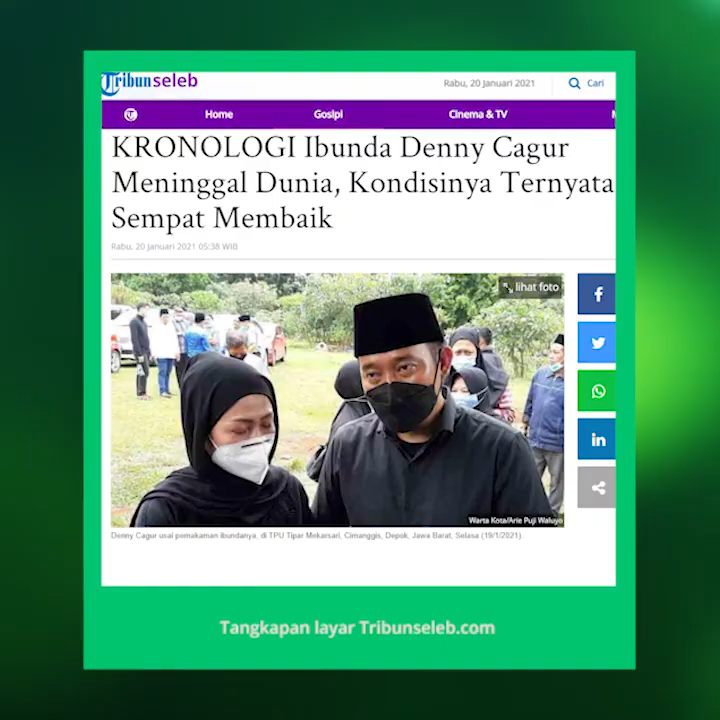 Tribunseleb
Rabu, 20 Januari 2021
Cari
Home
Gosipi
Cinema & TV
KRONOLOGI Ibunda Denny Cagur
Meninggal Dunia, Kondisinya Ternyata
Sempat Membaik
Rabu, 20 Januari 2021 05:38 WIB
lihat foto
Warta Kota/Arie Puji Waluyo
Denny Cagur usai pemakaman ibundanya, di TPU Tipar Mekarsari, Cimanggis, Depok, Jawa Barat, Selasa (19/1/2021).
Tangkapan layar Tribunseleb.com